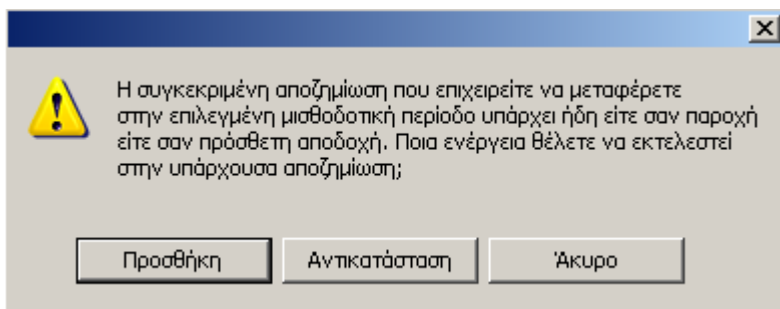 Η συγκεκριμένη αποζημίωση που επιχειρείτε να μεταφέρετε
στην επιλεγμένη μισθοδοτική περίοδο υπάρχει ήδη είτε σαν παροχή
είτε σαν πρόσθετη αποδοχή. Ποια ενέργεια θέλετε να εκτελεστεί
στην υπάρχουσα αποζημίωση;
Προσθήκη Αντικατάσταση Άκυρο